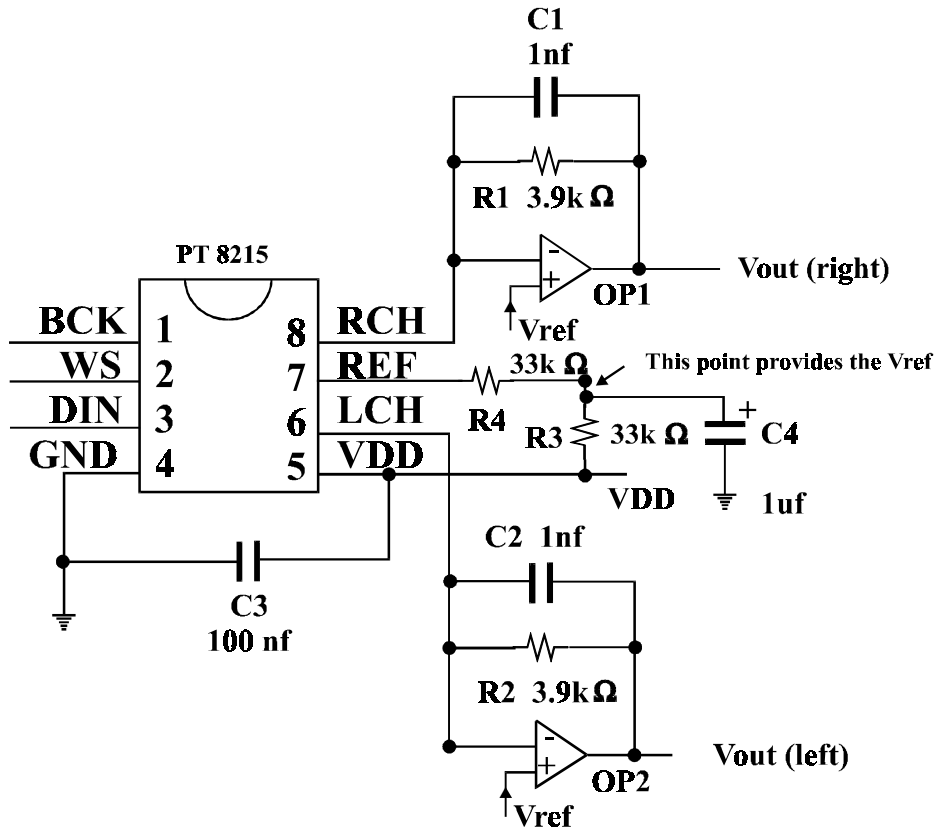 C1
1nf
R1 3.9k Ω
PT 8215
Vout (right)
OP1
Vref
BCK 1 8 RCH
WS 2 7 REF
DIN 3 6 LCH
GND 4 5 VDD
33k Ω
This point provides the Vref
R4
R3 33k Ω
+
C4
1uf
VDD
C2 1nf
C3
100 nf
R2 3.9k Ω
Vout (left)
OP2
Vref